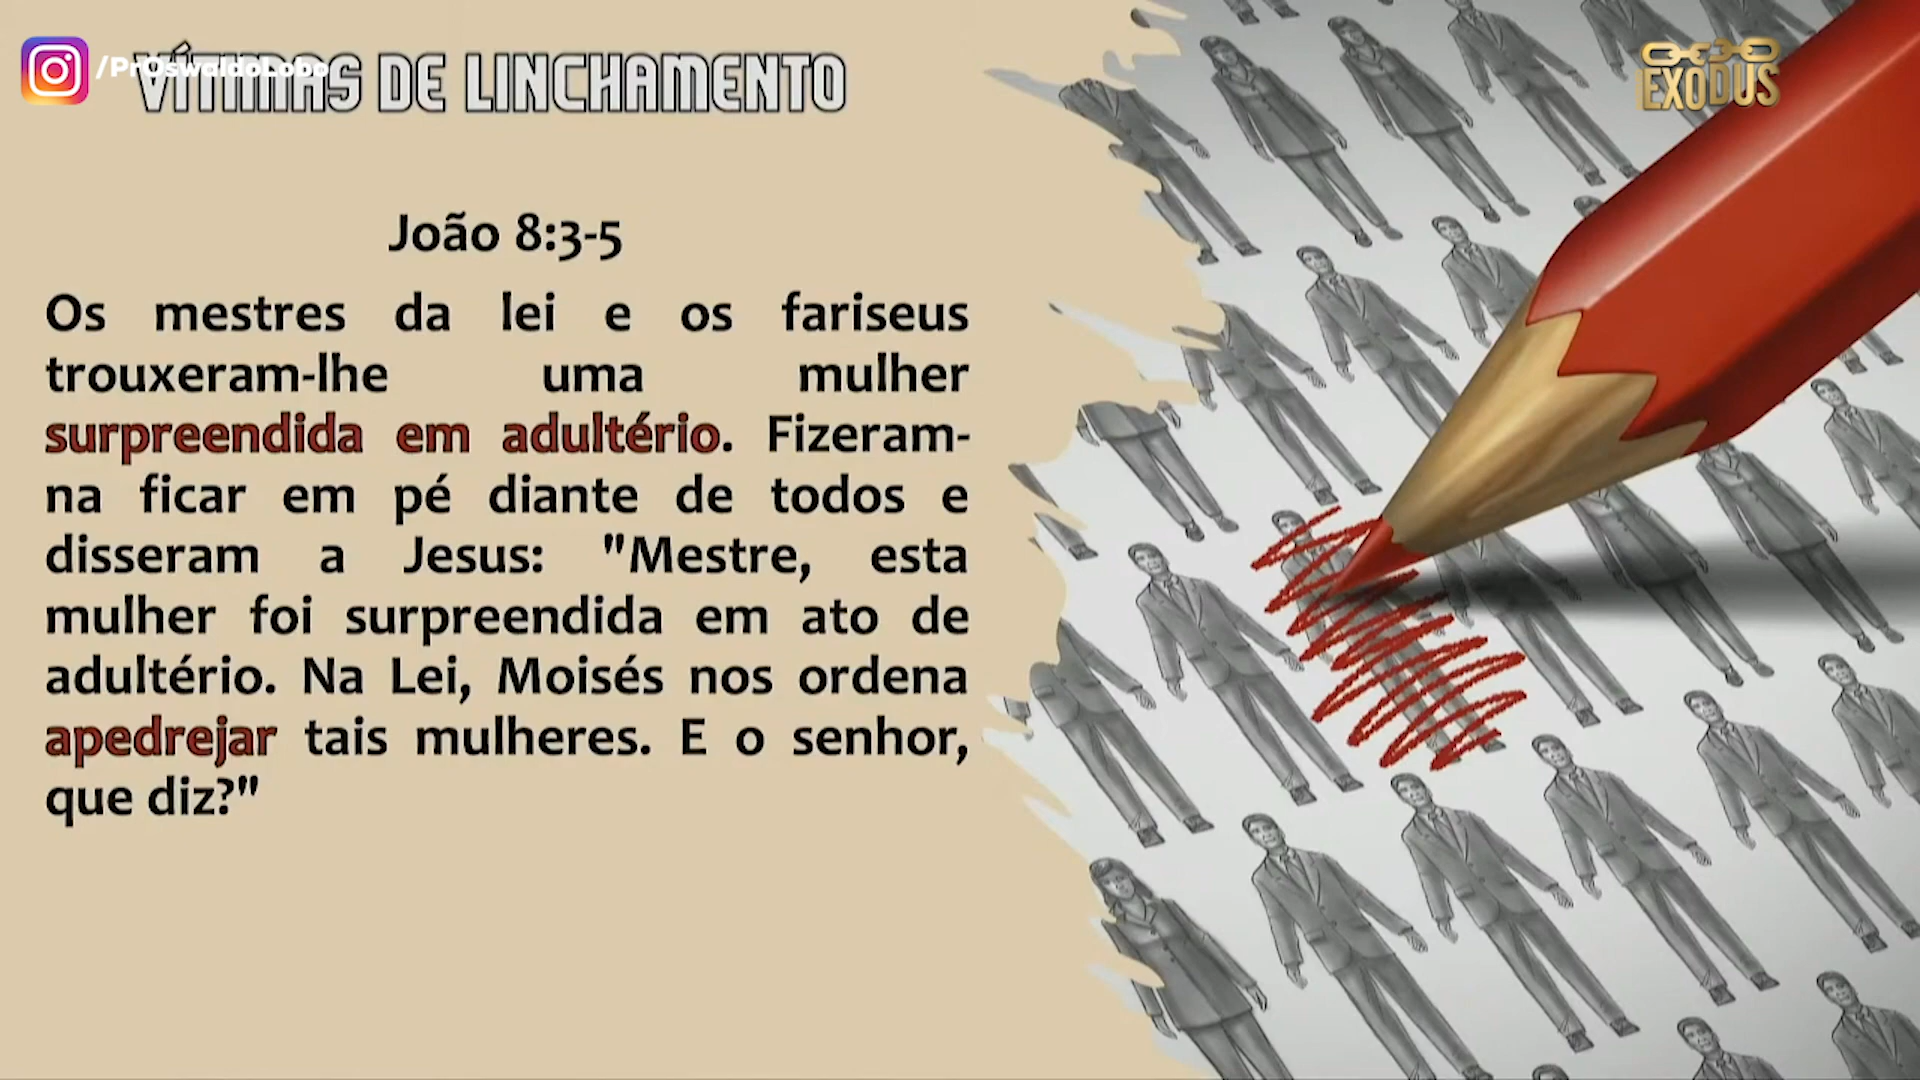 /PrOswaldoLobo
VÍTIMAS DE LINCHAMENTO
EXODUS
João 8:3-5
Os mestres da lei e os fariseus
trouxeram-lhe uma mulher
surpreendida em adultério. Fizeram-
na ficar em pé diante de todos e
disseram a Jesus: "Mestre, esta
mulher foi surpreendida em ato de
adultério. Na Lei, Moisés nos ordena
apedrejar tais mulheres. E o senhor,
que diz?"